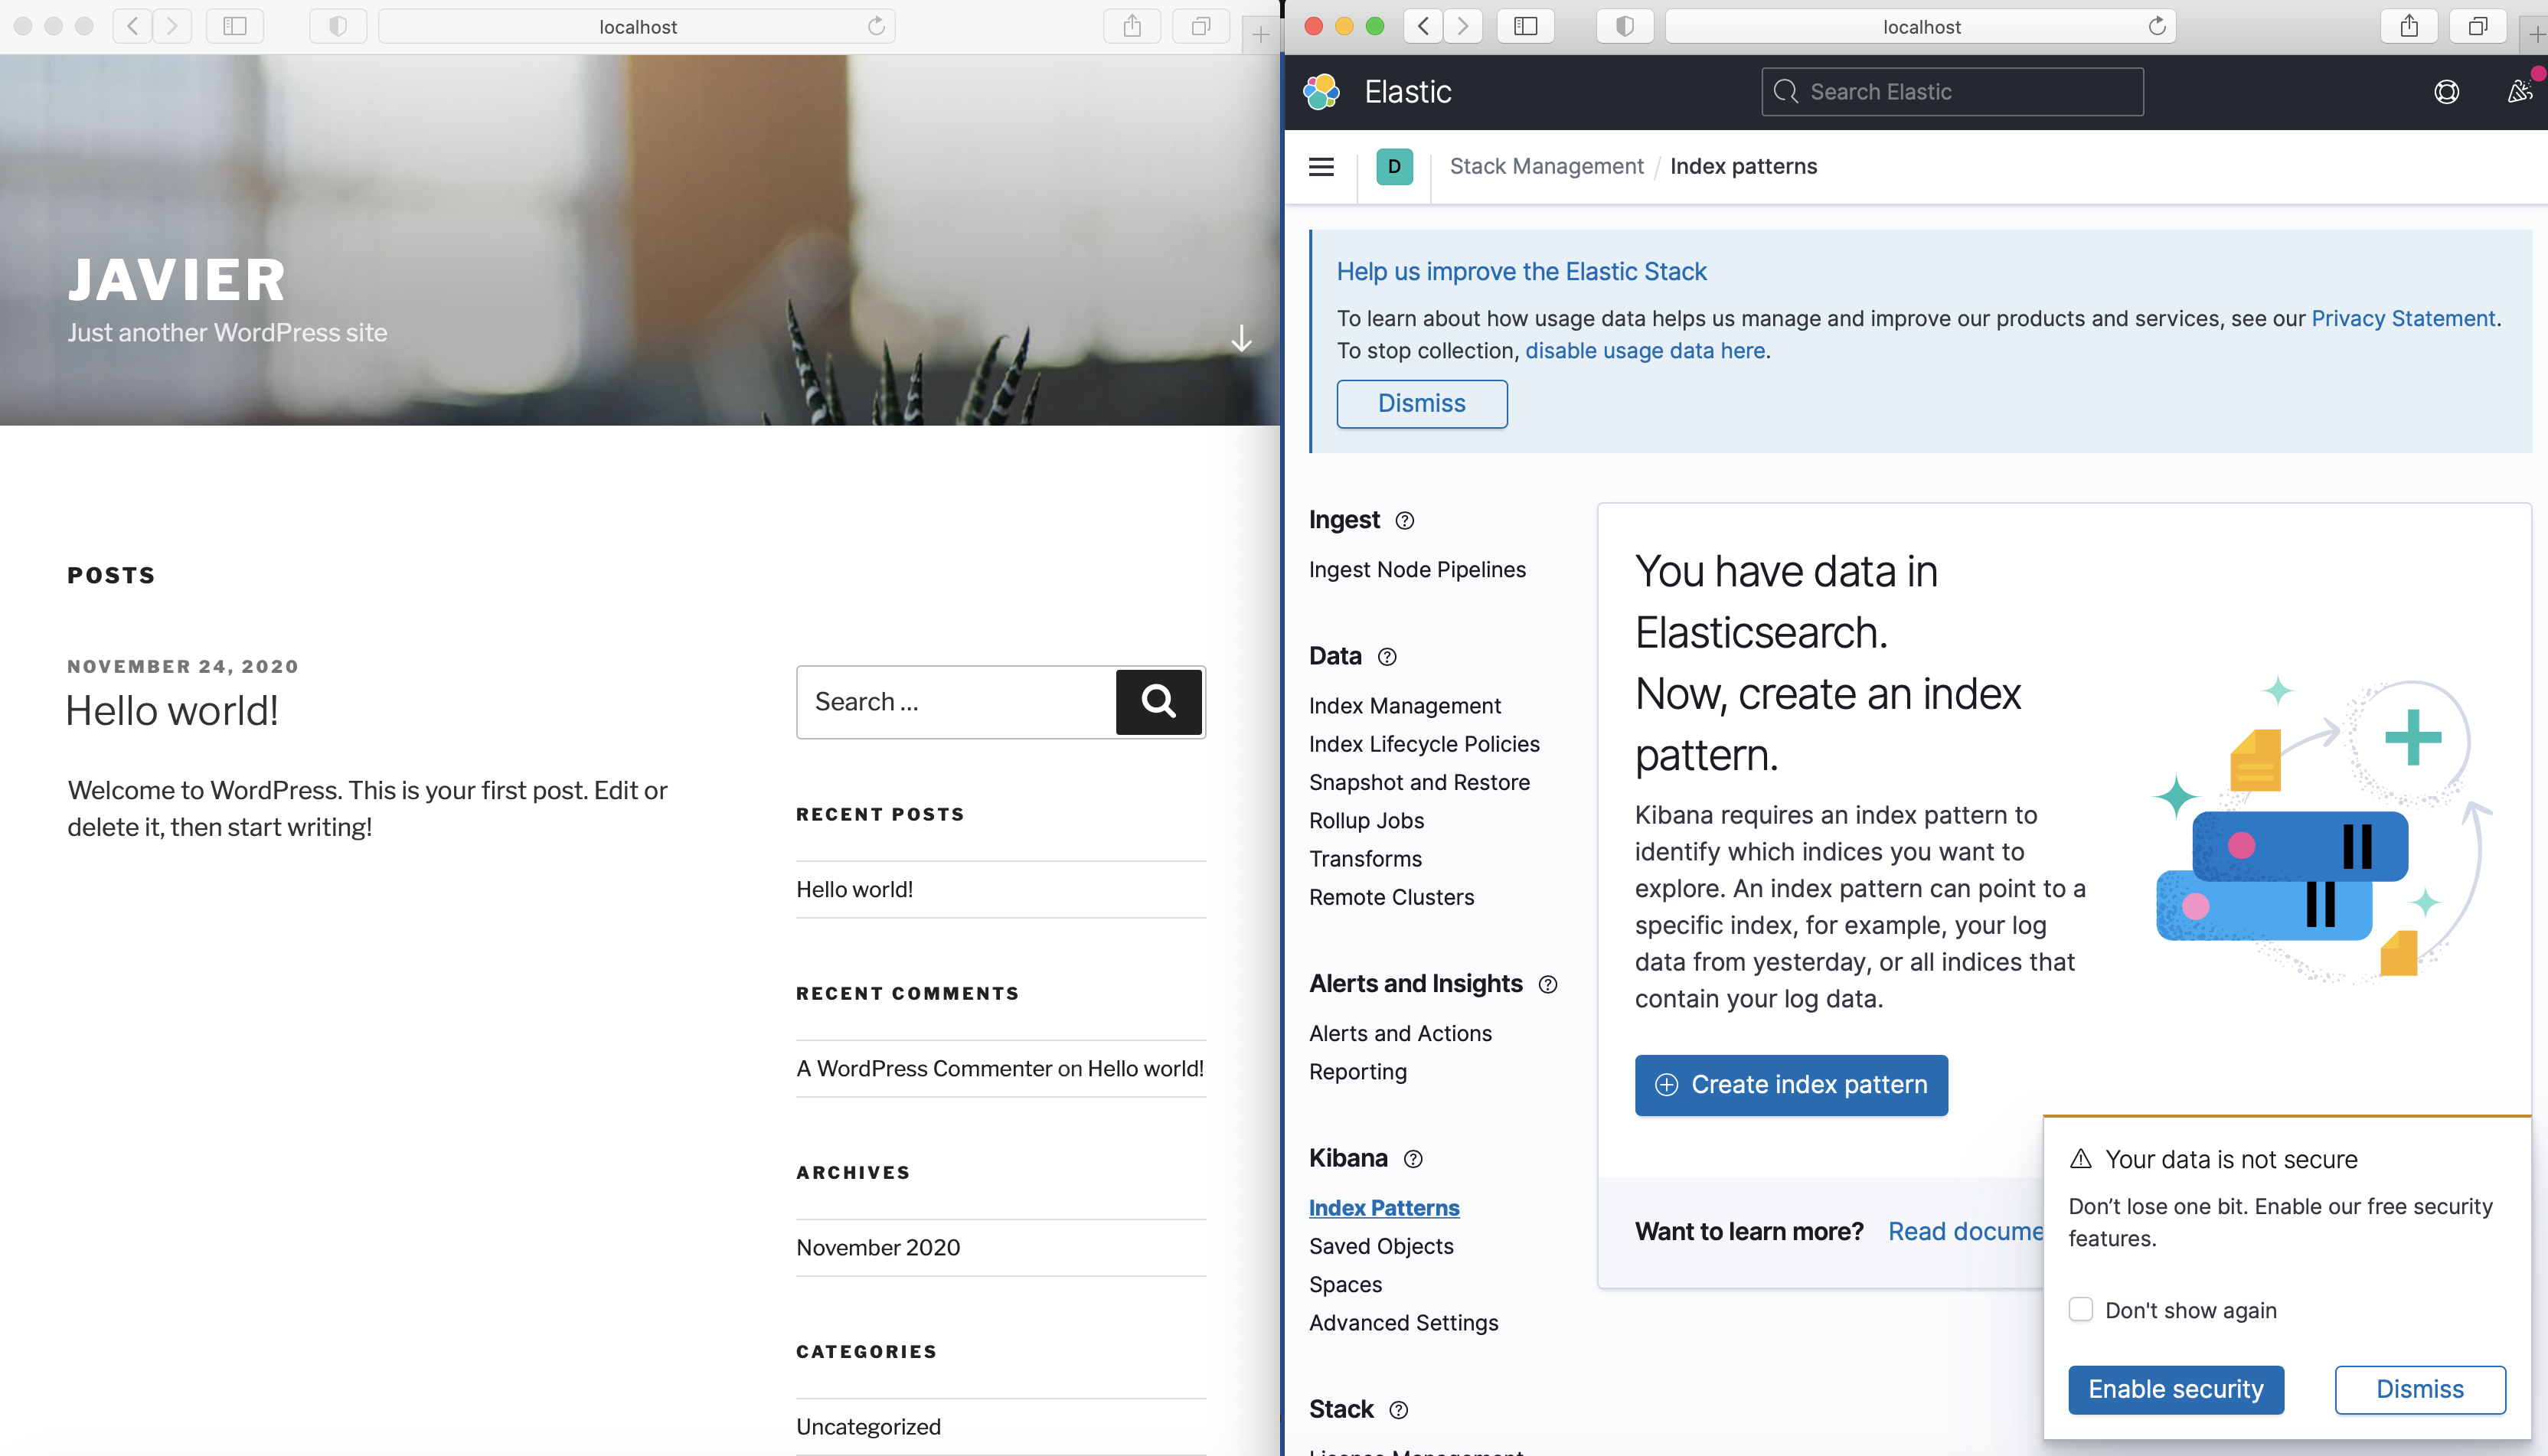 localhost
JAVIER
Just another WordPress site
POSTS
NOVEMBER 24, 2020
Hello world!
Welcome to WordPress. This is your first post. Edit or
delete it, then start writing!
Search ...
RECENT POSTS
Hello world!
RECENT COMMENTS
A WordPress Commenter on Hello world!
ARCHIVES
November 2020
CATEGORIES
Uncategorized
localhost
Elastic
Search Elastic
D
Stack Management / Index patterns
Help us improve the Elastic Stack
To learn about how usage data helps us manage and improve our products and services, see our Privacy Statement.
To stop collection, disable usage data here.
Dismiss
Ingest
Ingest Node Pipelines
Data
Index Management
Index Lifecycle Policies
Snapshot and Restore
Rollup Jobs
Transforms
Remote Clusters
Alerts and Insights
Alerts and Actions
Reporting
Kibana
Index Patterns
Saved Objects
Spaces
Advanced Settings
Stack
You have data in
Elasticsearch.
Now, create an index
pattern.
Kibana requires an index pattern to
identify which indices you want to
explore. An index pattern can point to a
specific index, for example, your log
data from yesterday, or all indices that
contain your log data.
Create index pattern
Want to learn more? Read docume
Your data is not secure
Don't lose one bit. Enable our free security
features.
Don't show again
Enable security
Dismiss